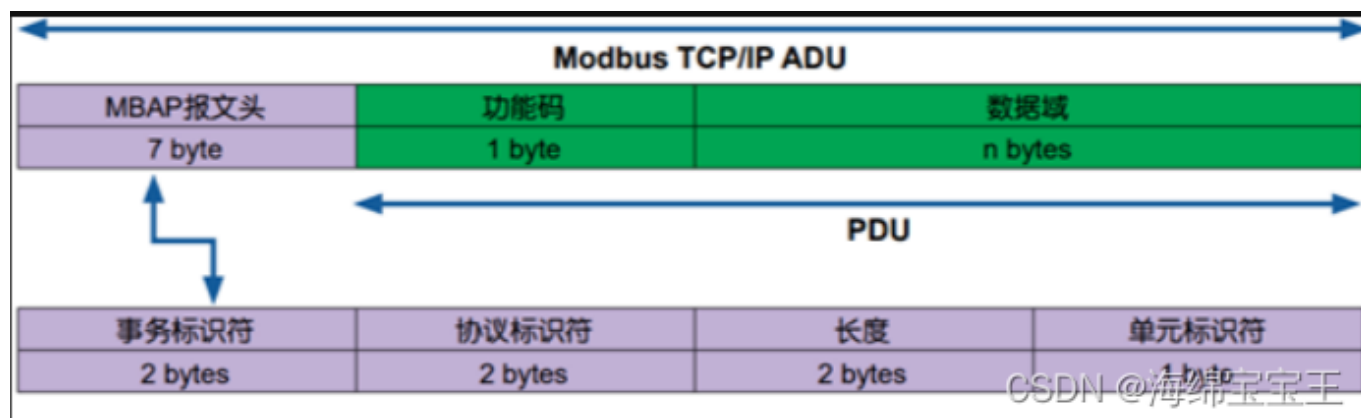 Modbus TCP/IP ADU
MBAP报文头 功能码 数据域
7 byte 1 byte n bytes
PDU
事务标识符 协议标识符 长度 单元标识符
2 bytes 2 bytes 2 bytes 1 byte
CSDN @海绵宝宝王